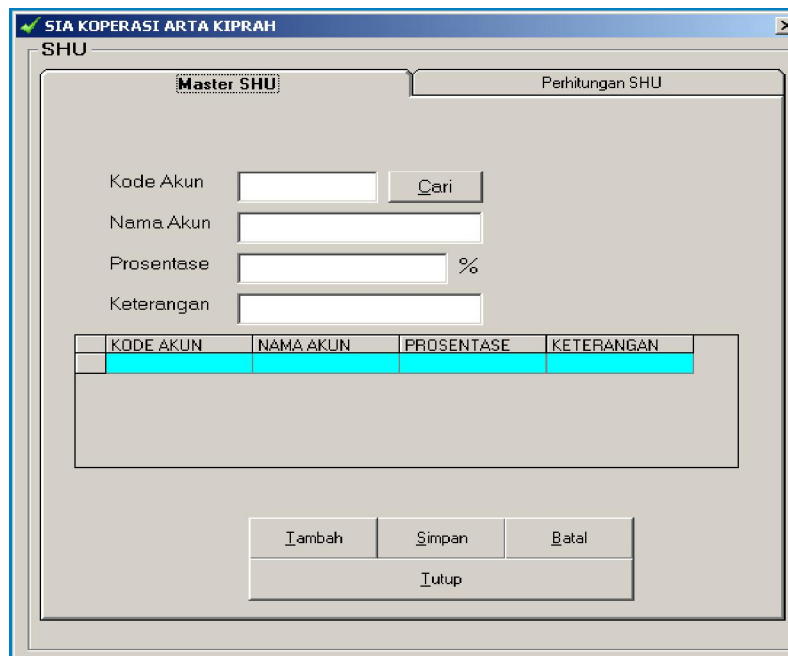 SIA KOPERASI ARTA KIPRAH
SHU
Master SHU Perhitungan SHU
Kode Akun Cari
Nama Akun
Prosentase %
Keterangan
KODE AKUN NAMA AKUN PROSENTASE KETERANGAN
Tambah Simpan Batal
Tutup